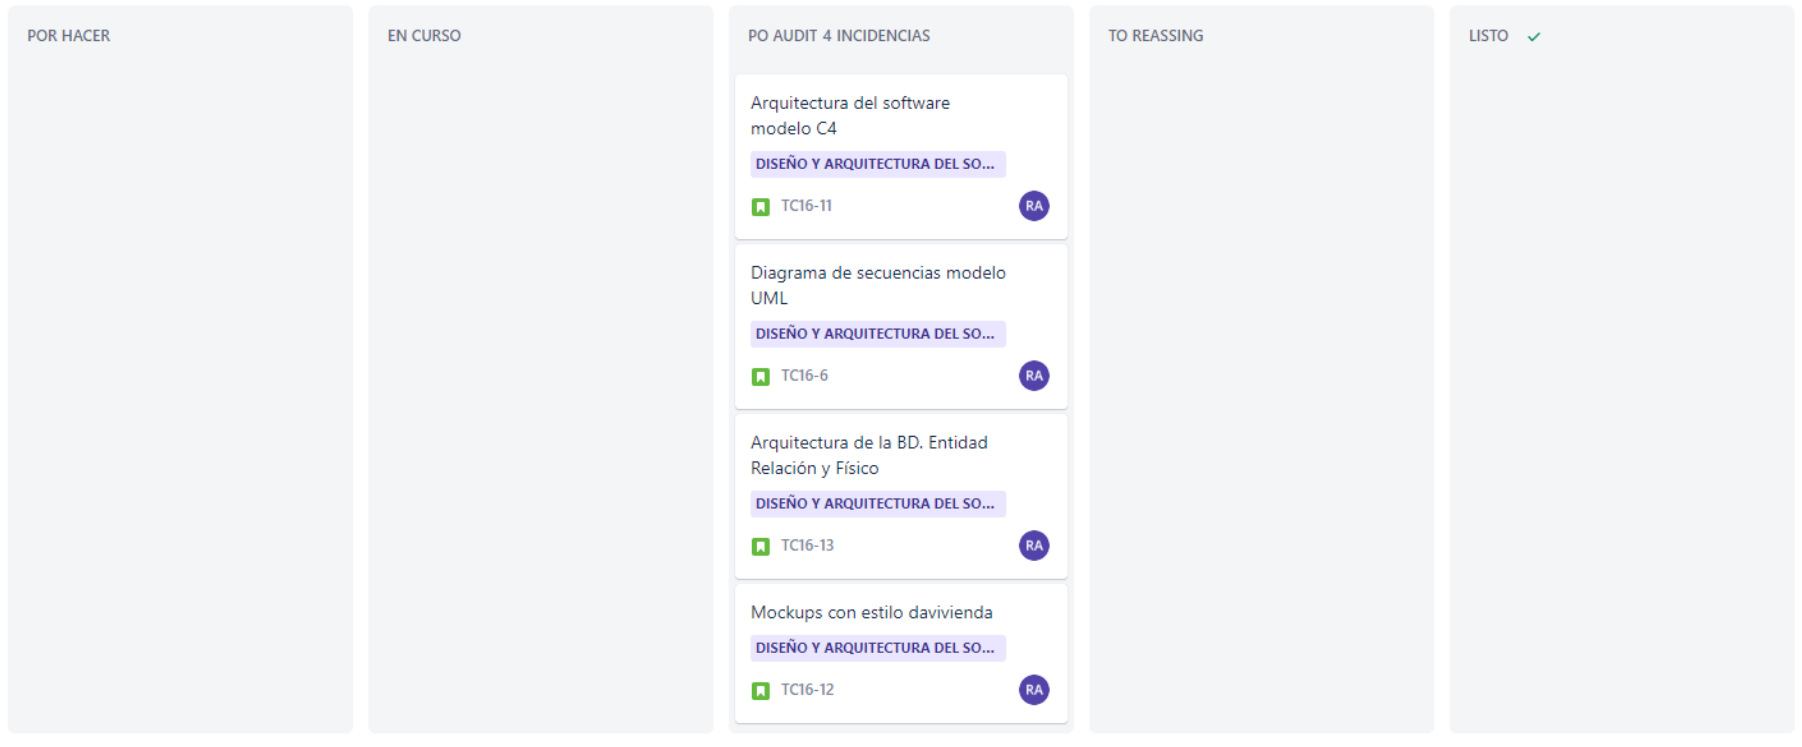 POR HACER
EN CURSO
PO AUDIT 4 INCIDENCIAS
TO REASSING
LISTO
Arquitectura del software
modelo C4
DISEÑO Y ARQUITECTURA DEL SO...
TC16-11
RA
Diagrama de secuencias modelo
UML
DISEÑO Y ARQUITECTURA DEL SO...
TC16-6
RA
Arquitectura de la BD. Entidad
Relación y Físico
DISEÑO Y ARQUITECTURA DEL SO...
TC16-13
RA
Mockups con estilo davivienda
DISEÑO Y ARQUITECTURA DEL SO...
TC16-12
RA